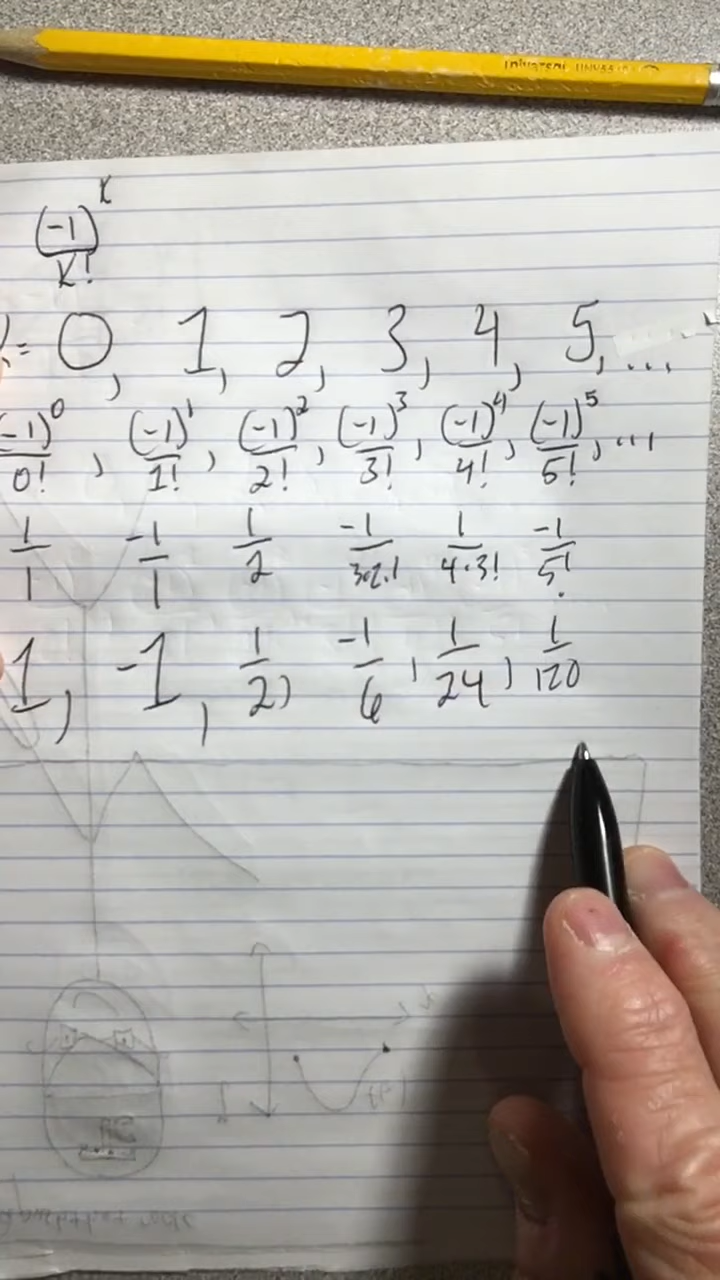 (-1)^K
K!
= 0, 1, 2, 3, 4, 5, ...
(-1)^0/0!, (-1)^1/1!, (-1)^2/2!, (-1)^3/3!, (-1)^4/4!, (-1)^5/5!, ...
1/1 -1/1 1/2 -1/3·2·1 1/4·3! -1/5!
1, -1, 1/2, -1/6, 1/24, 1/120